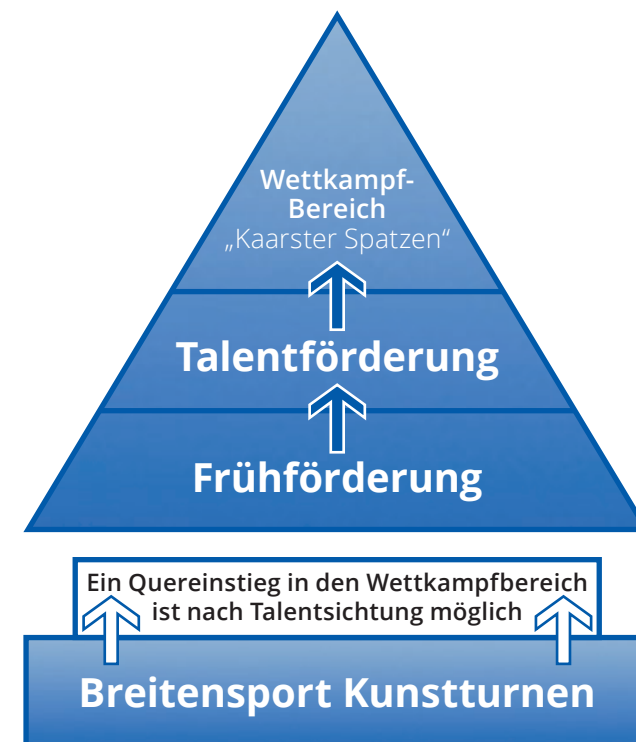 Wettkampf-
Bereich
„Kaarster Spatzen“
Talentförderung
Frühförderung
Ein Quereinstieg in den Wettkampfbereich
ist nach Talentsichtung möglich
Breitensport Kunstturnen